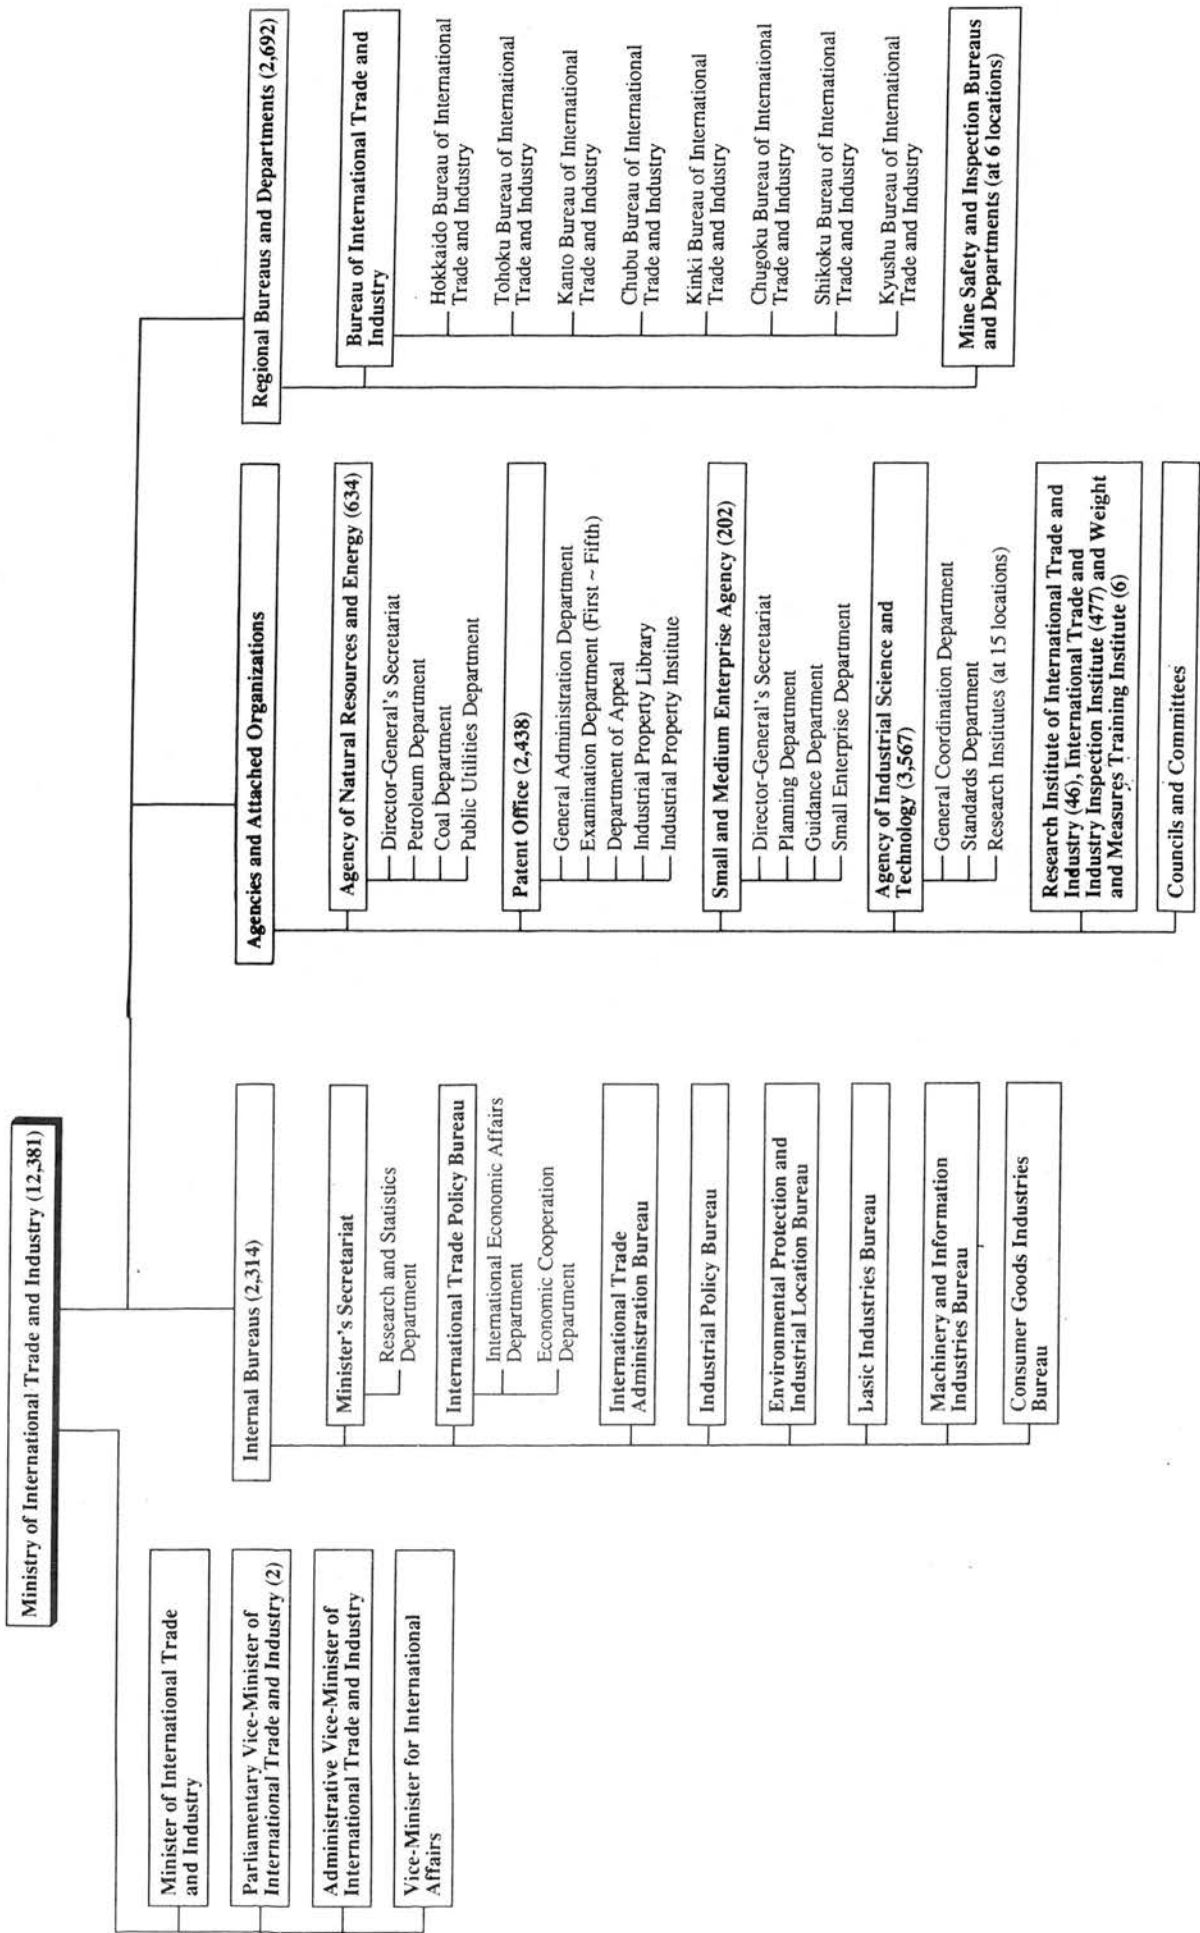 Ministry of International Trade and Industry (12,381)
Minister of International Trade
and Industry
Parliamentary Vice-Minister of
International Trade and Industry (2)
Administrative Vice-Minister of
International Trade and Industry
Vice-Minister for International
Affairs
Internal Bureaus (2,314)
Minister's Secretariat
Research and Statistics
Department
International Trade Policy Bureau
International Economic Affairs
Department
Economic Cooperation
Department
International Trade
Administration Bureau
Industrial Policy Bureau
Environmental Protection and
Industrial Location Bureau
Lasic Industries Bureau
Machinery and Information
Industries Bureau
Consumer Goods Industries
Bureau
Agencies and Attached Organizations
Agency of Natural Resources and Energy (634)
Director-General's Secretariat
Petroleum Department
Coal Department
Public Utilities Department
Patent Office (2,438)
General Administration Department
Examination Department (First ~ Fifth)
Department of Appeal
Industrial Property Library
Industrial Property Institute
Small and Medium Enterprise Agency (202)
Director-General's Secretariat
Planning Department
Guidance Department
Small Enterprise Department
Agency of Industrial Science and
Technology (3,567)
General Coordination Department
Standards Department
Research Institutes (at 15 locations)
Research Institute of International Trade and
Industry (46), International Trade and
Industry Inspection Institute (477) and Weight
and Measures Training Institute (6)
Councils and Committees
Regional Bureaus and Departments (2,692)
Bureau of International Trade and
Industry
Hokkaido Bureau of International
Trade and Industry
Tohoku Bureau of International
Trade and Industry
Kanto Bureau of International
Trade and Industry
Chubu Bureau of International
Trade and Industry
Kinki Bureau of International
Trade and Industry
Chugoku Bureau of International
Trade and Industry
Shikoku Bureau of International
Trade and Industry
Kyushu Bureau of International
Trade and Industry
Mine Safety and Inspection Bureaus
and Departments (at 6 locations)